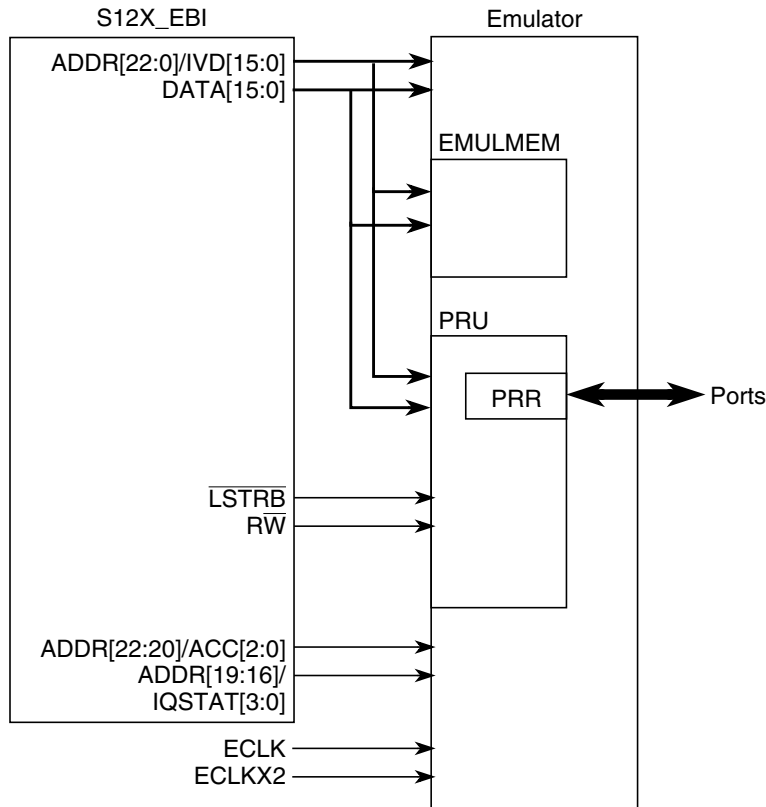 S12X_EBI
Emulator
ADDR[22:0]/IVD[15:0]
DATA[15:0]
EMULMEM
PRU
PRR
Ports
LSTRB
RW
ADDR[22:20]/ACC[2:0]
ADDR[19:16]/
IQSTAT[3:0]
ECLK
ECLKX2